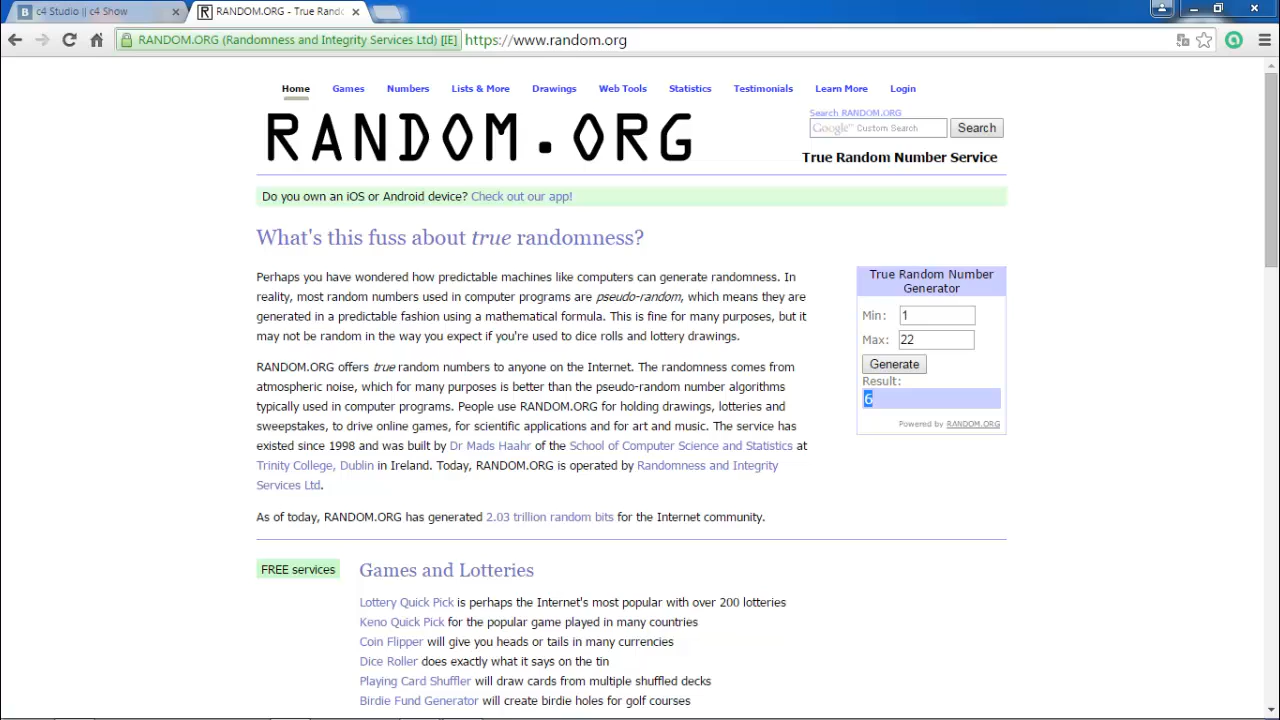 c4 Studio || c4 Show
RANDOM.ORG - True Rand
RANDOM.ORG (Randomness and Integrity Services Ltd) [IE]
https://www.random.org
Home Games Numbers Lists & More Drawings Web Tools Statistics Testimonials Learn More Login
RANDOM.ORG
Search RANDOM.ORG
Google™ Custom Search
Search
True Random Number Service
Do you own an iOS or Android device? Check out our app!
What's this fuss about true randomness?
Perhaps you have wondered how predictable machines like computers can generate randomness. In
reality, most random numbers used in computer programs are pseudo-random, which means they are
generated in a predictable fashion using a mathematical formula. This is fine for many purposes, but it
may not be random in the way you expect if you're used to dice rolls and lottery drawings.
RANDOM.ORG offers true random numbers to anyone on the Internet. The randomness comes from
atmospheric noise, which for many purposes is better than the pseudo-random number algorithms
typically used in computer programs. People use RANDOM.ORG for holding drawings, lotteries and
sweepstakes, to drive online games, for scientific applications and for art and music. The service has
existed since 1998 and was built by Dr Mads Haahr of the School of Computer Science and Statistics at
Trinity College, Dublin in Ireland. Today, RANDOM.ORG is operated by Randomness and Integrity
Services Ltd.
As of today, RANDOM.ORG has generated 2.03 trillion random bits for the Internet community.
True Random Number
Generator
Min: 1
Max: 22
Generate
Result:
6
Powered by RANDOM.ORG
FREE services
Games and Lotteries
Lottery Quick Pick is perhaps the Internet's most popular with over 200 lotteries
Keno Quick Pick for the popular game played in many countries
Coin Flipper will give you heads or tails in many currencies
Dice Roller does exactly what it says on the tin
Playing Card Shuffler will draw cards from multiple shuffled decks
Birdie Fund Generator will create birdie holes for golf courses